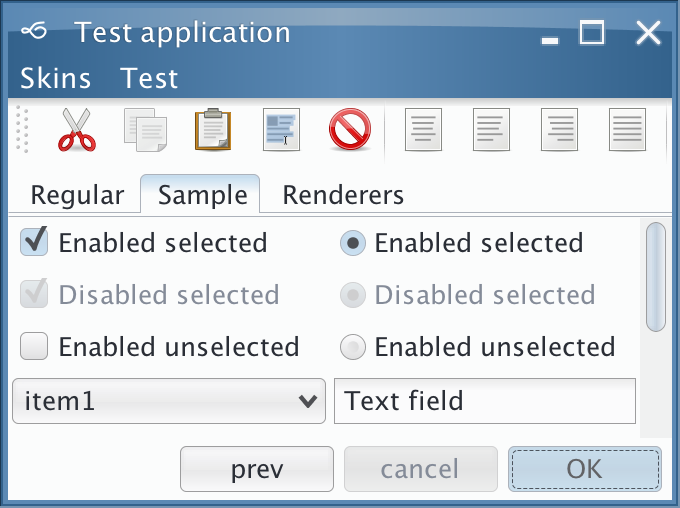 Test application
Skins Test
Regular Sample Renderers
Enabled selected Enabled selected
Disabled selected Disabled selected
Enabled unselected Enabled unselected
item1 Text field
prev cancel OK